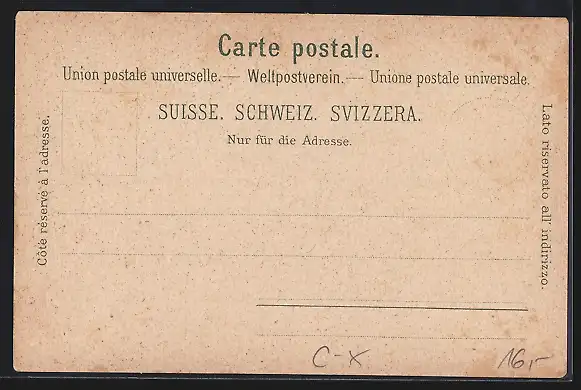 Carte postale.
Union postale universelle. — Weltpostverein. — Unione postale universale.
SUISSE. SCHWEIZ. SVIZZERA.
Nur für die Adresse.
Côté réservé à l'adresse.
Lato riservato all' indirizzo.
C-X
16,-